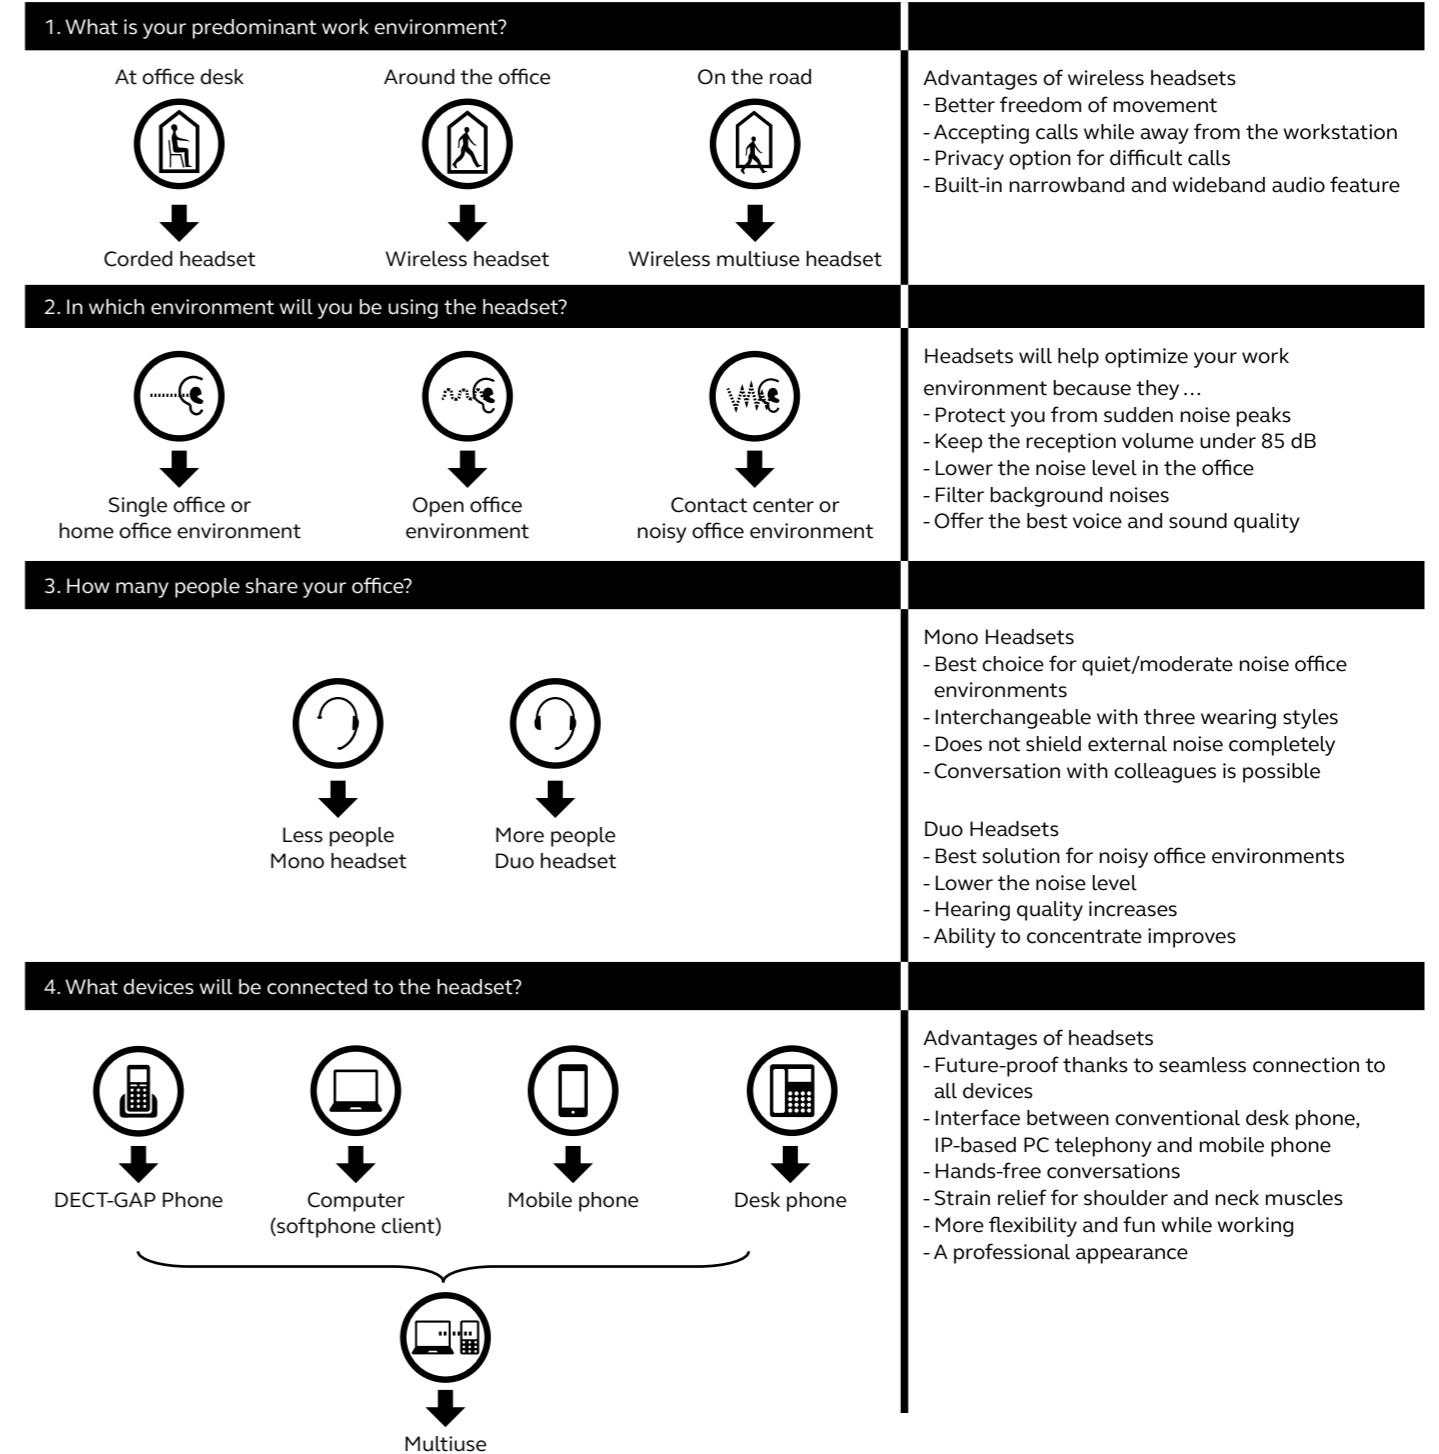 1. What is your predominant work environment?
At office desk
Around the office
On the road
Corded headset
Wireless headset
Wireless multiuse headset
Advantages of wireless headsets
- Better freedom of movement
- Accepting calls while away from the workstation
- Privacy option for difficult calls
- Built-in narrowband and wideband audio feature
2. In which environment will you be using the headset?
Single office or
home office environment
Open office
environment
Contact center or
noisy office environment
Headsets will help optimize your work
environment because they …
- Protect you from sudden noise peaks
- Keep the reception volume under 85 dB
- Lower the noise level in the office
- Filter background noises
- Offer the best voice and sound quality
3. How many people share your office?
Less people
Mono headset
More people
Duo headset
Mono Headsets
- Best choice for quiet/moderate noise office
environments
- Interchangeable with three wearing styles
- Does not shield external noise completely
- Conversation with colleagues is possible
Duo Headsets
- Best solution for noisy office environments
- Lower the noise level
- Hearing quality increases
- Ability to concentrate improves
4. What devices will be connected to the headset?
DECT-GAP Phone
Computer
(softphone client)
Mobile phone
Desk phone
Multiuse
Advantages of headsets
- Future-proof thanks to seamless connection to
all devices
- Interface between conventional desk phone,
IP-based PC telephony and mobile phone
- Hands-free conversations
- Strain relief for shoulder and neck muscles
- More flexibility and fun while working
- A professional appearance